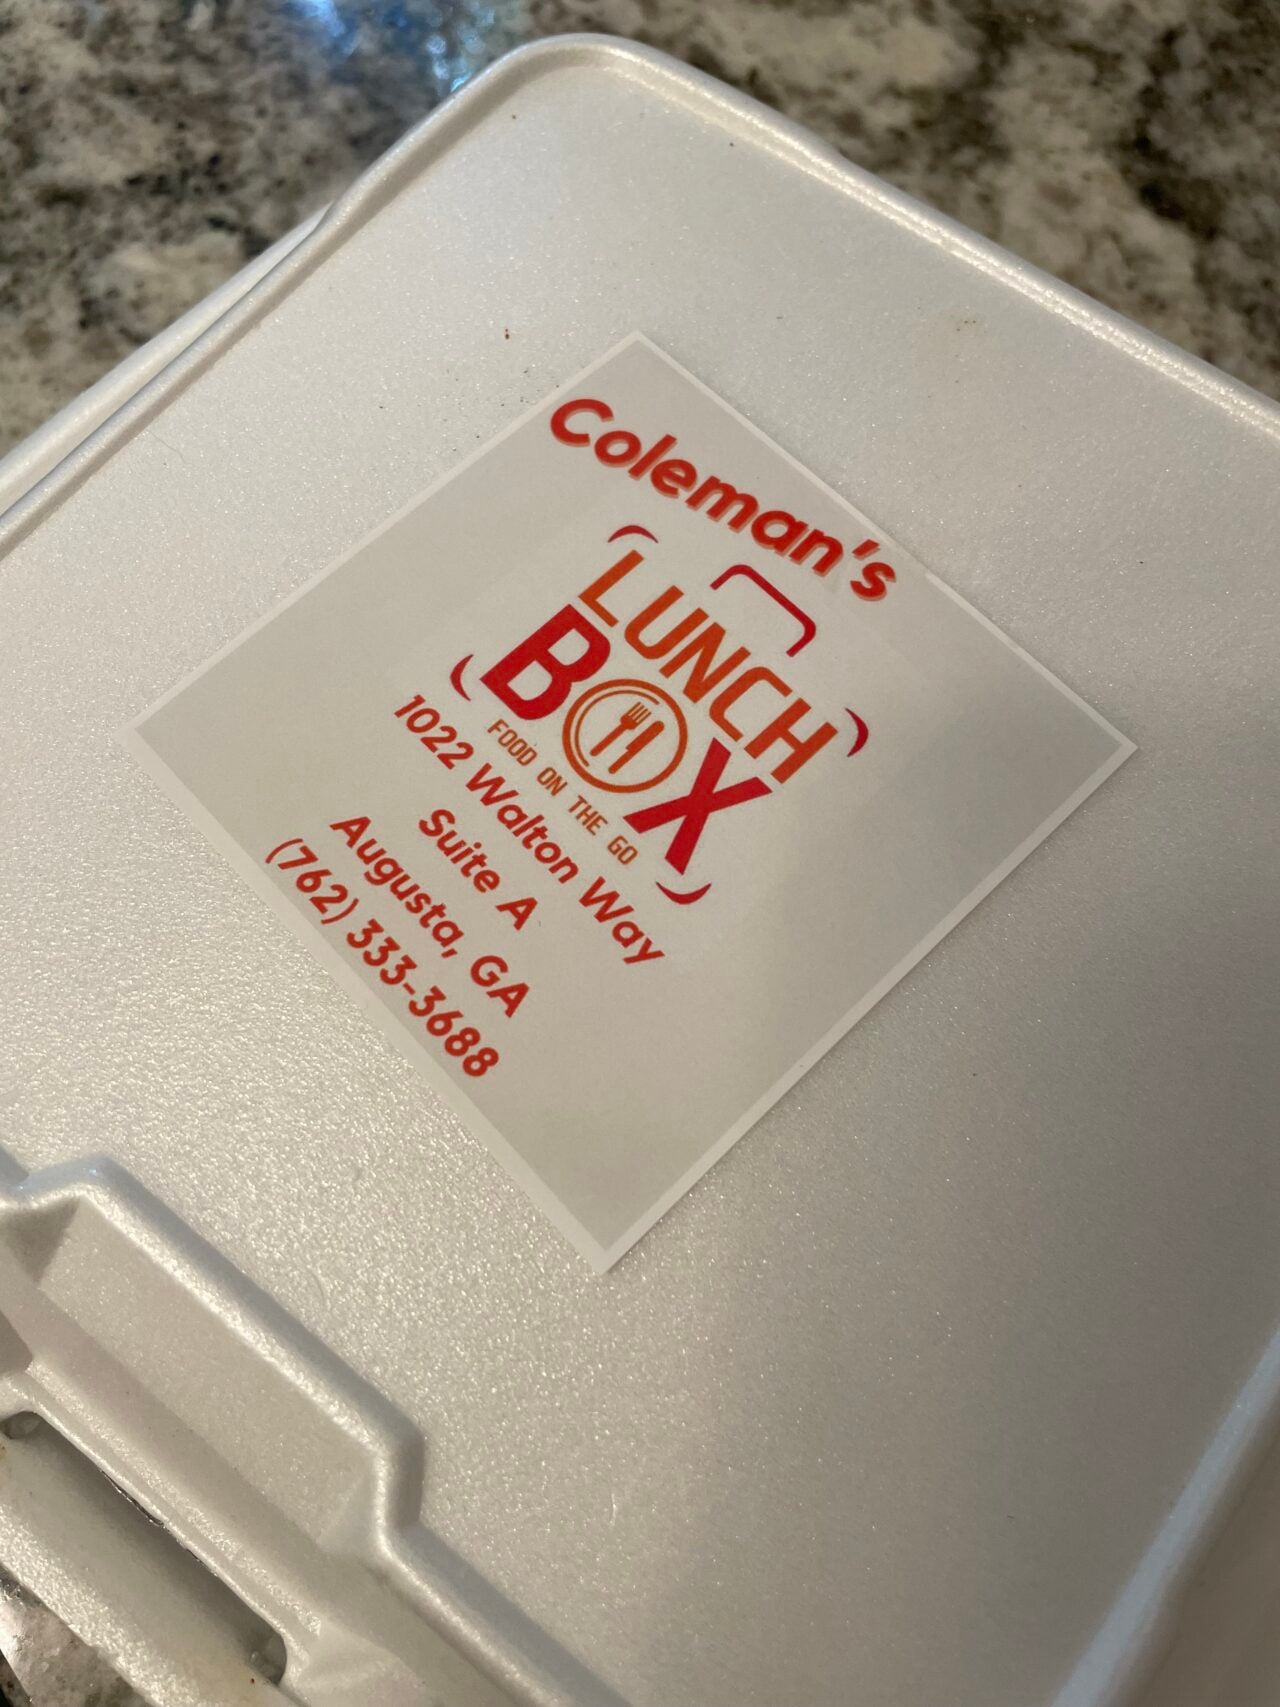 Coleman's
LUNCH
BOX
FOOD ON THE GO
1022 Walton Way
Suite A
Augusta, GA
(762) 333-3688